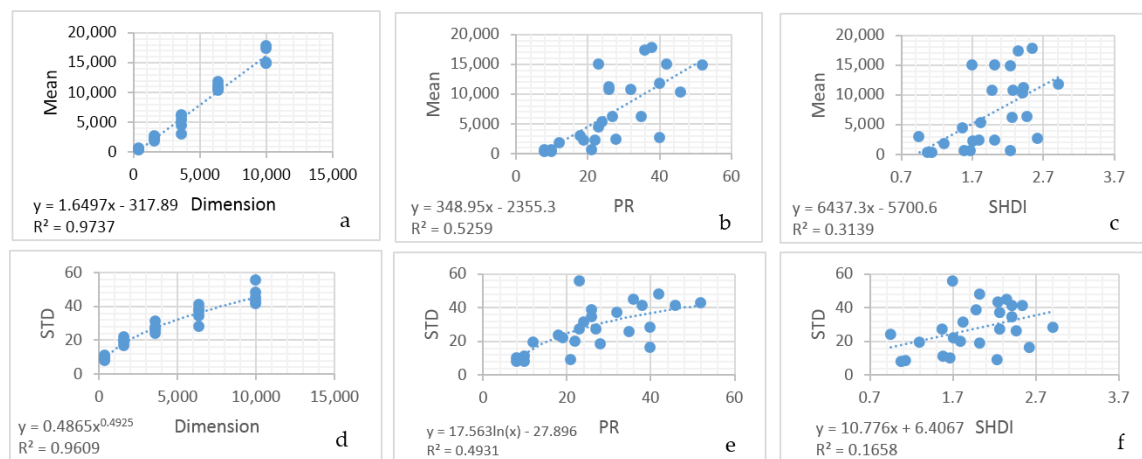 Mean
20,000
15,000
10,000
5,000
0
0 5,000 10,000 15,000
y = 1.6497x - 317.89
Dimension
R² = 0.9737
a
Mean
20,000
15,000
10,000
5,000
0
0 20 40 60
y = 348.95x - 2355.3
PR
R² = 0.5259
b
Mean
20,000
15,000
10,000
5,000
0
0.7 1.7 2.7 3.7
y = 6437.3x - 5700.6
SHDI
R² = 0.3139
c
STD
60
40
20
0
0 5,000 10,000 15,000
y = 0.4865x^0.4925
Dimension
R² = 0.9609
d
STD
60
40
20
0
0 20 40 60
y = 17.563ln(x) - 27.896
PR
R² = 0.4931
e
STD
60
40
20
0
0.7 1.7 2.7 3.7
y = 10.776x + 6.4067
SHDI
R² = 0.1658
f